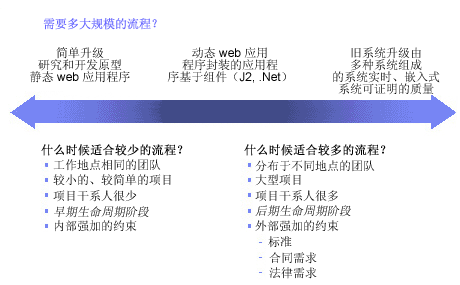 需要多大规模的流程?
简单升级
研究和开发原型
静态 web 应用程序
动态 web 应用
程序封装的应用程
序基于组件（J2, .Net）
旧系统升级由
多种系统组成
的系统实时、嵌入式
系统可证明的质量
什么时候适合较少的流程?
工作地点相同的团队
较小的、较简单的项目
项目干系人很少
早期生命周期阶段
内部强加的约束
什么时候适合较多的流程?
分布于不同地点的团队
大型项目
项目干系人很多
后期生命周期阶段
外部强加的约束
- 标准
- 合同需求
- 法律需求